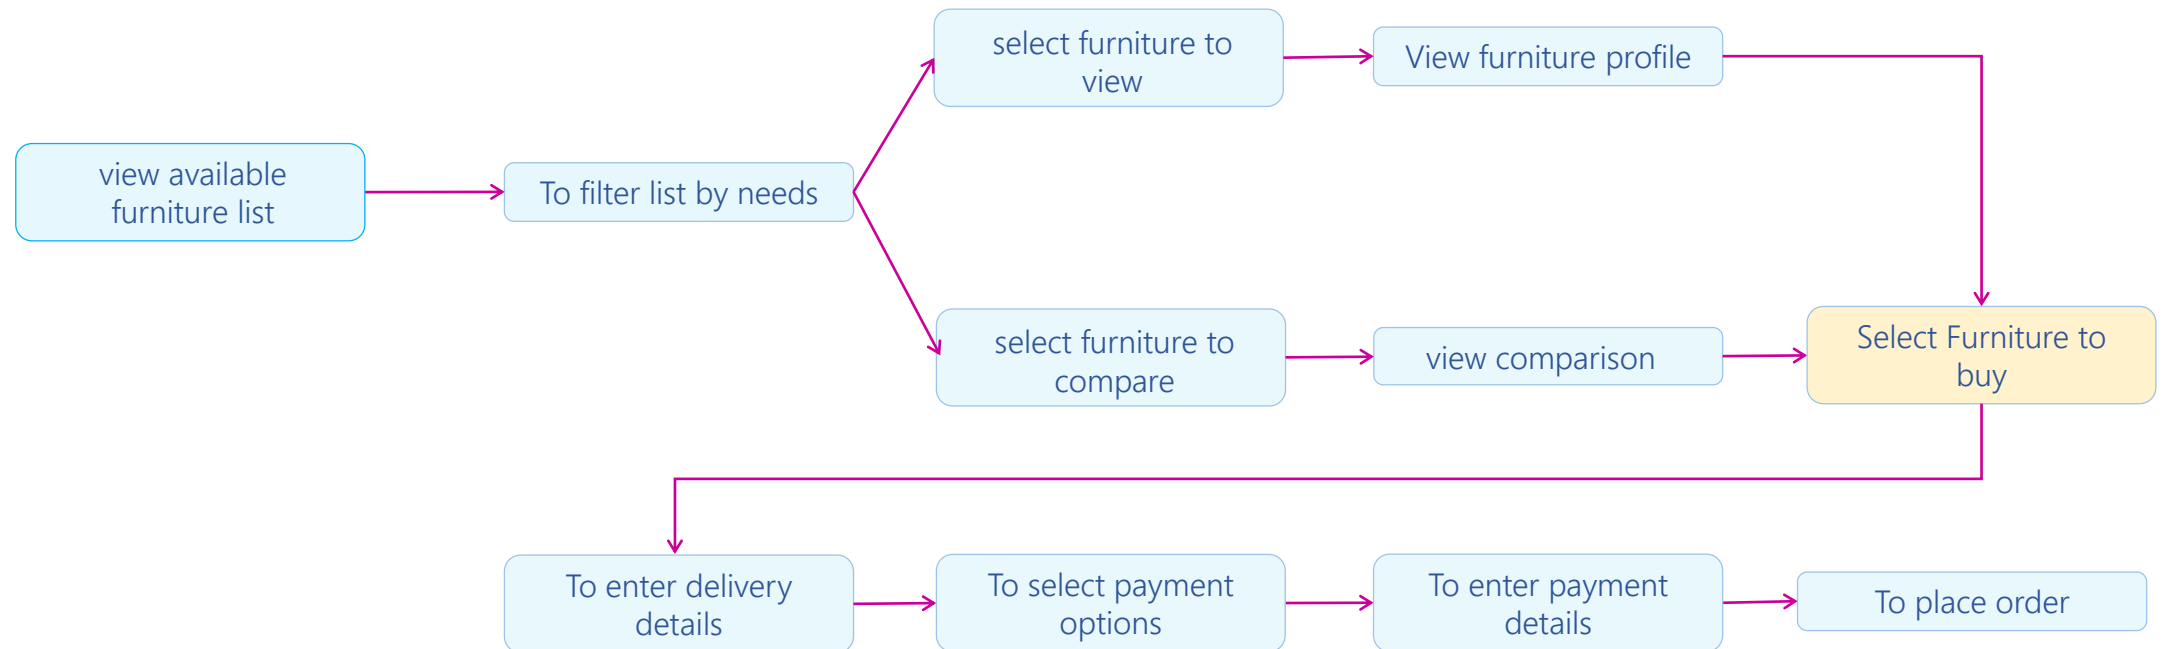 view available
furniture list
To filter list by needs
select furniture to
view
View furniture profile
select furniture to
compare
view comparison
Select Furniture to
buy
To enter delivery
details
To select payment
options
To enter payment
details
To place order